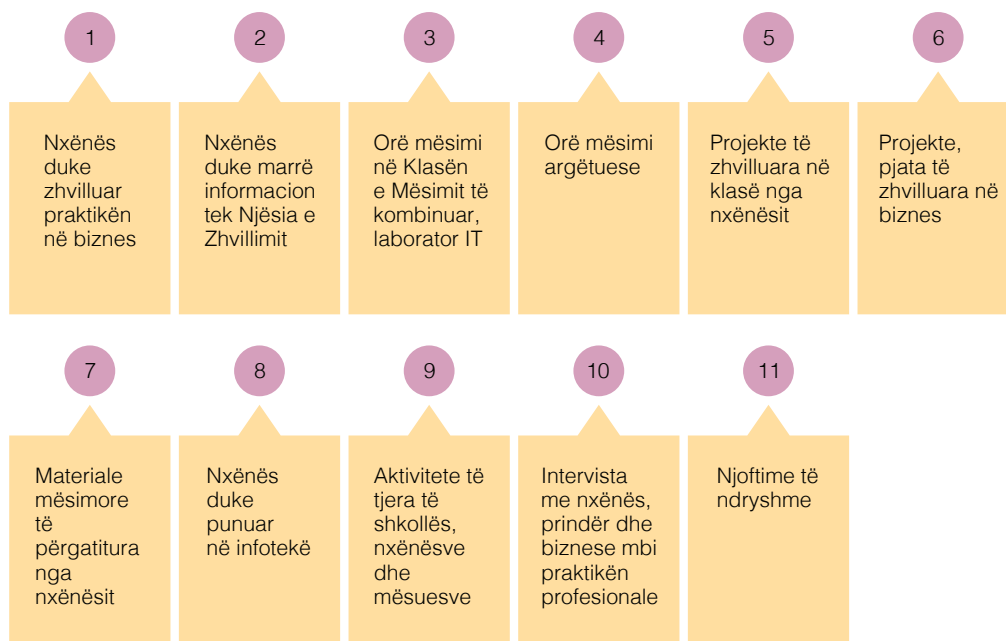 1
Nxënës
duke
zhvilluar
praktikën
në biznes
2
Nxënës
duke marrë
informacion
tek Njësia e
Zhvillimit
3
Orë mësimi
në Klasën
e Mësimit të
kombinuar,
laborator IT
4
Orë mësimi
argëtuese
5
Projekte të
zhvilluara në
klasë nga
nxënësit
6
Projekte,
pjata të
zhvilluara në
biznes
7
Materiale
mësimore
të
përgatitura
nga
nxënësit
8
Nxënës
duke
punuar
në infotekë
9
Aktivitete të
tjera të
shkollës,
nxënësve
dhe
mësuesve
10
Intervista
me nxënës,
prindër dhe
biznese mbi
praktikën
profesionale
11
Njoftime të
ndryshme